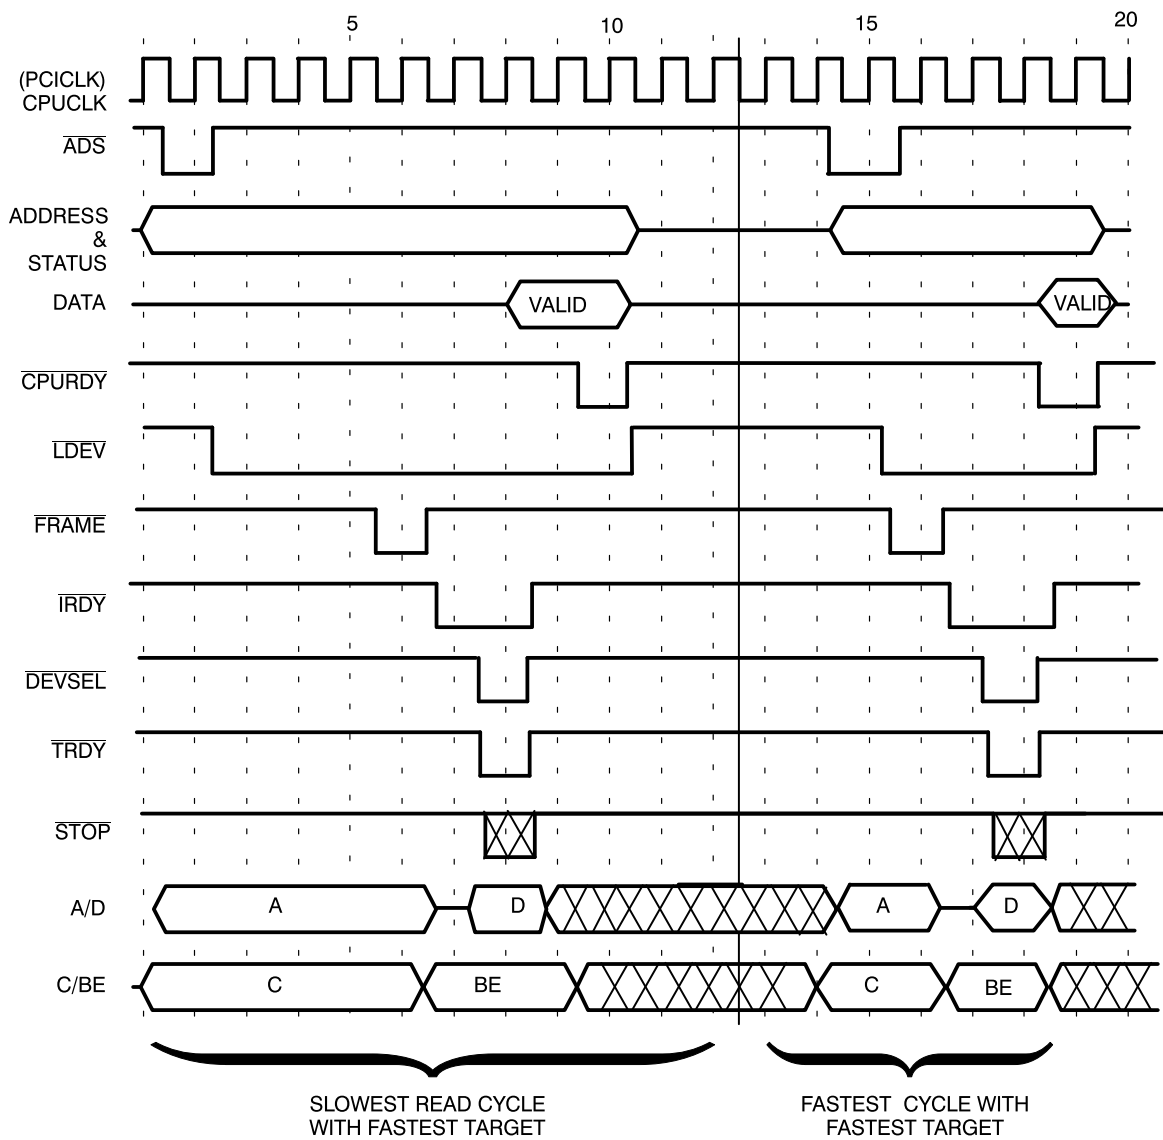 5 10 15 20
(PCICLK)
CPUCLK
ADS
ADDRESS
&
STATUS
DATA VALID VALID
CPURDY
LDEV
FRAME
IRDY
DEVSEL
TRDY
STOP
A/D A D A D
C/BE C BE C BE
SLOWEST READ CYCLE
WITH FASTEST TARGET
FASTEST CYCLE WITH
FASTEST TARGET